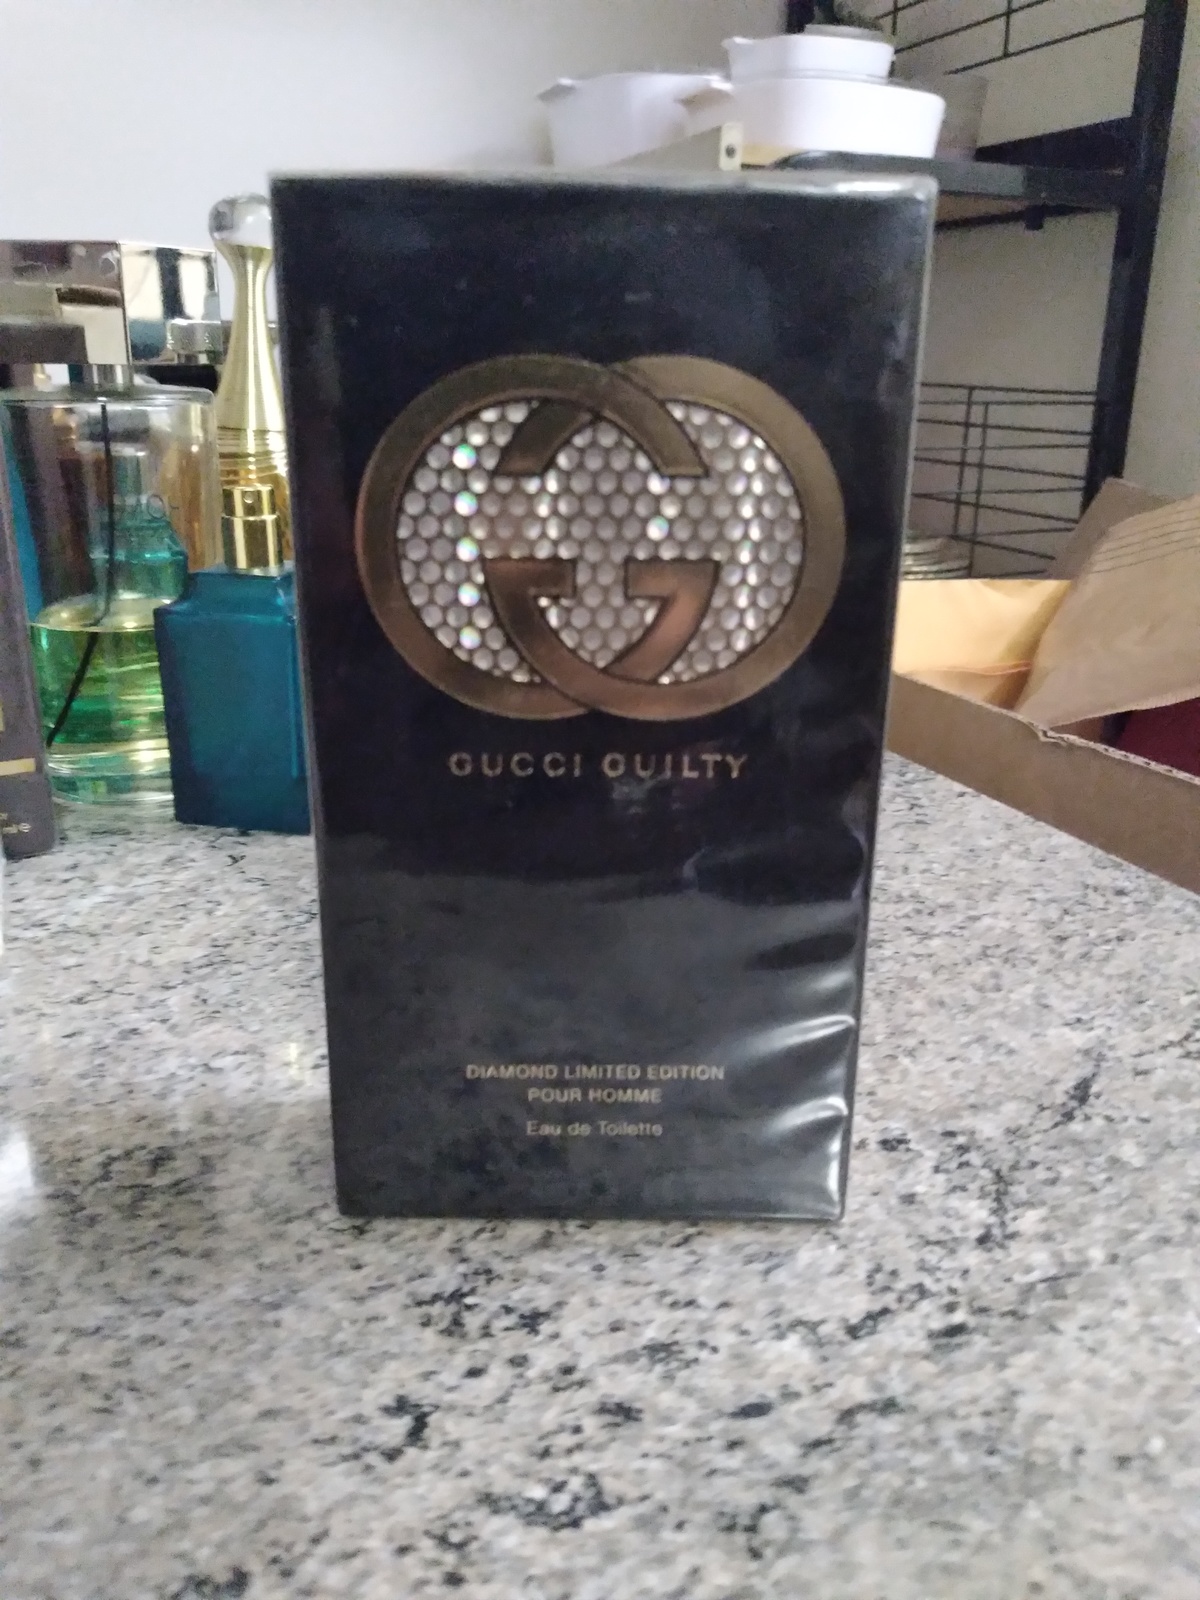 GUCCI GUILTY
DIAMOND LIMITED EDITION
POUR HOMME
Eau de Toilette